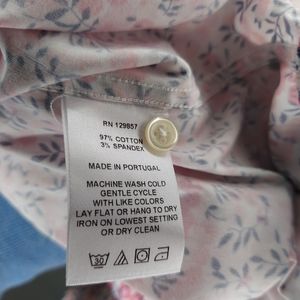 RN 129857
97% COTTON
3% SPANDEX
MADE IN PORTUGAL
MACHINE WASH COLD
GENTLE CYCLE
WITH LIKE COLORS
LAY FLAT OR HANG TO DRY
IRON ON LOWEST SETTING
OR DRY CLEAN
30